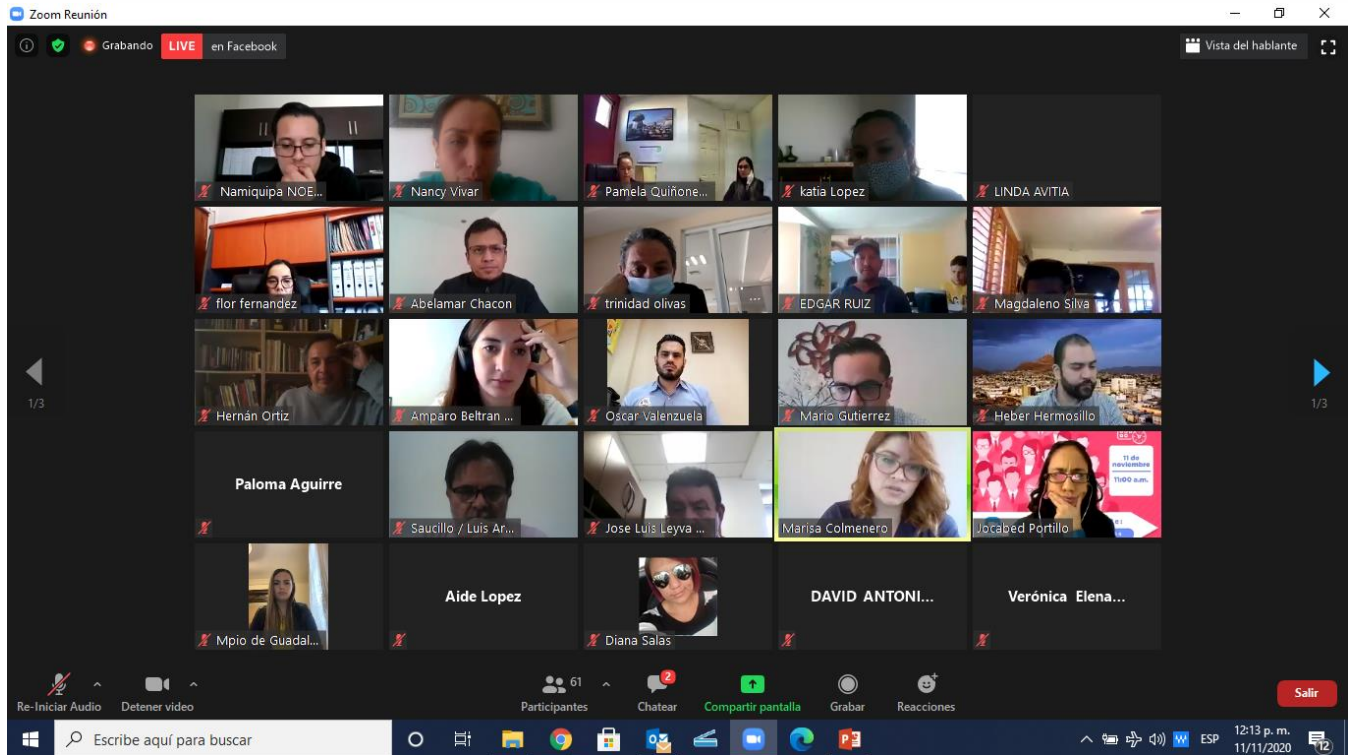 Zoom Reunión
Grabando LIVE en Facebook
Vista del hablante
Namiquipa NOE...
Nancy Vivar
Pamela Quiñone...
katia Lopez
LINDA AVITIA
flor fernandez
Abelamar Chacon
trinidad olivas
EDGAR RUIZ
Magdaleno Silva
1/3
Hernán Ortiz
Amparo Beltran ...
Oscar Valenzuela
Mario Gutierrez
Heber Hermosillo
1/3
Paloma Aguirre
Saucillo / Luis Ar...
Jose Luis Leyva ...
Marisa Colmenero
11 de
noviembre
11:00 a.m.
Jocabed Portillo
Mpio de Guadal...
Aide Lopez
Diana Salas
DAVID ANTONI...
Verónica Elena...
Re-Iniciar Audio
Detener video
61
Participantes
2
Chatear
Compartir pantalla
Grabar
Reacciones
Salir
Escribe aquí para buscar
ESP
12:13 p. m.
11/11/2020
12